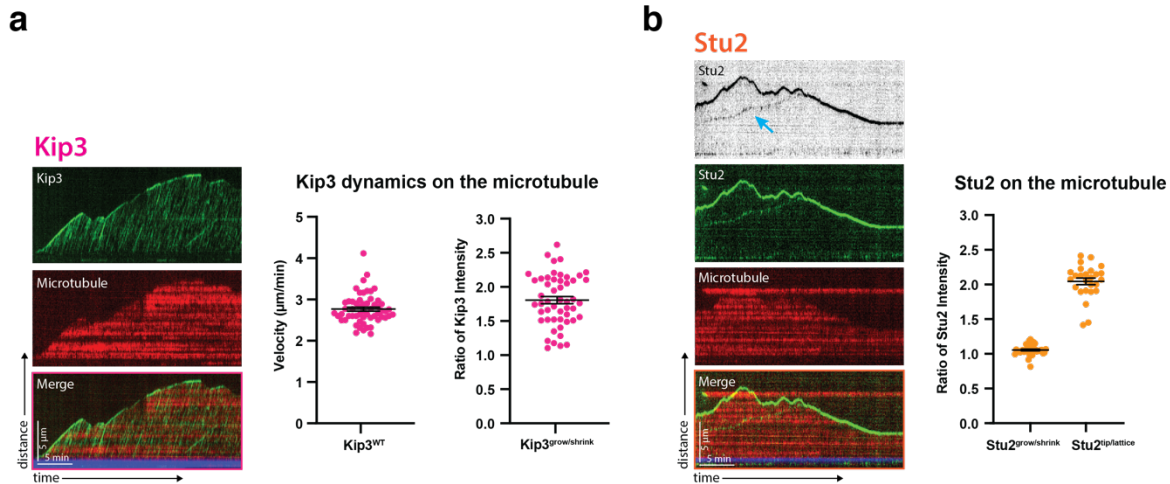 a
Kip3
Kip3
Microtubule
Merge
5 µm
5 min
distance
time
Kip3 dynamics on the microtubule
Velocity (µm/min)
5
4
3
2
1
0
Kip3WT
Ratio of Kip3 Intensity
3.0
2.5
2.0
1.5
1.0
0.5
0.0
Kip3grow/shrink
b
Stu2
Stu2
Stu2
Microtubule
Merge
5 µm
5 min
distance
time
Stu2 on the microtubule
Ratio of Stu2 Intensity
3.0
2.5
2.0
1.5
1.0
0.5
0.0
Stu2grow/shrink
Stu2tip/lattice